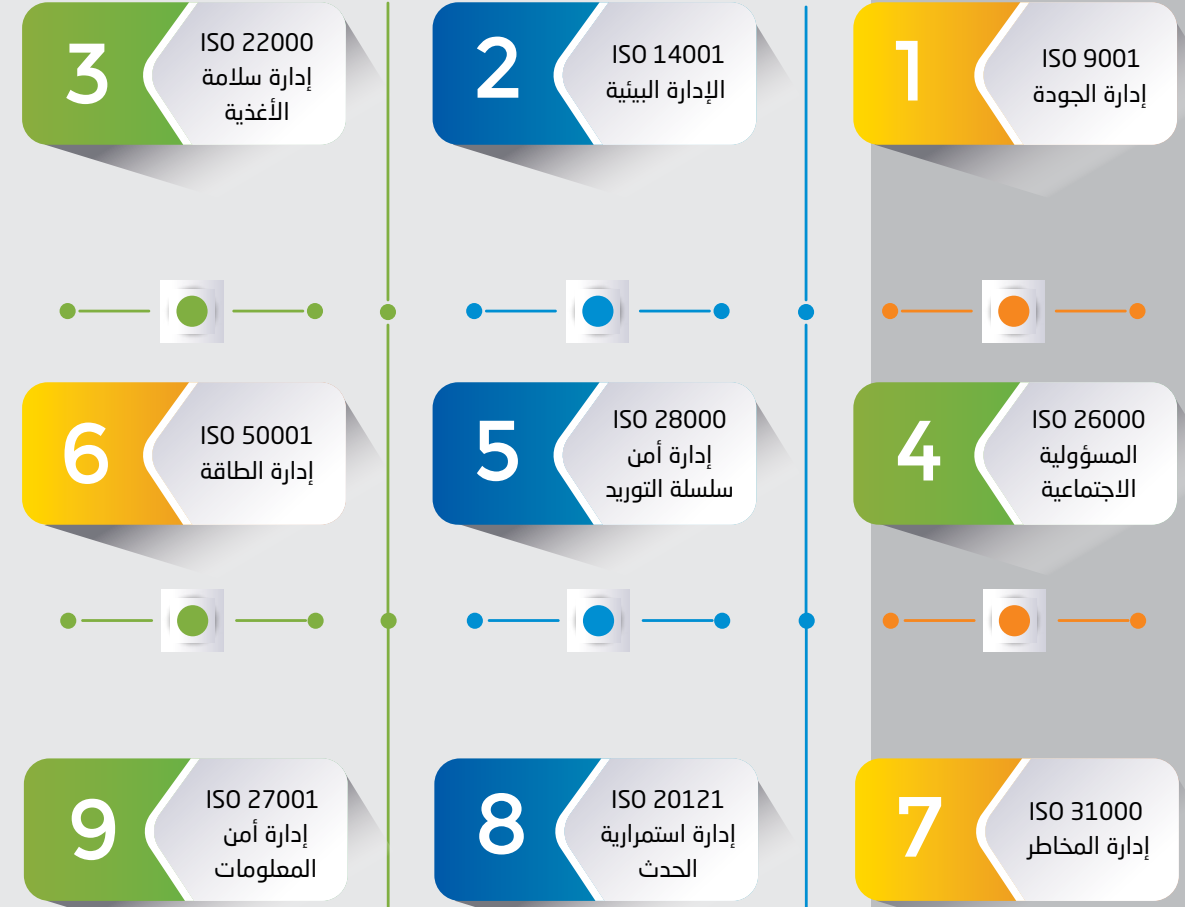 1
ISO 9001
إدارة الجودة
2
ISO 14001
الإدارة البيئية
3
ISO 22000
إدارة سلامة
الأغذية
4
ISO 26000
المسؤولية
الاجتماعية
5
ISO 28000
إدارة أمن
سلسلة التوريد
6
ISO 50001
إدارة الطاقة
7
ISO 31000
إدارة المخاطر
8
ISO 20121
إدارة استمرارية
الحدث
9
ISO 27001
إدارة أمن
المعلومات